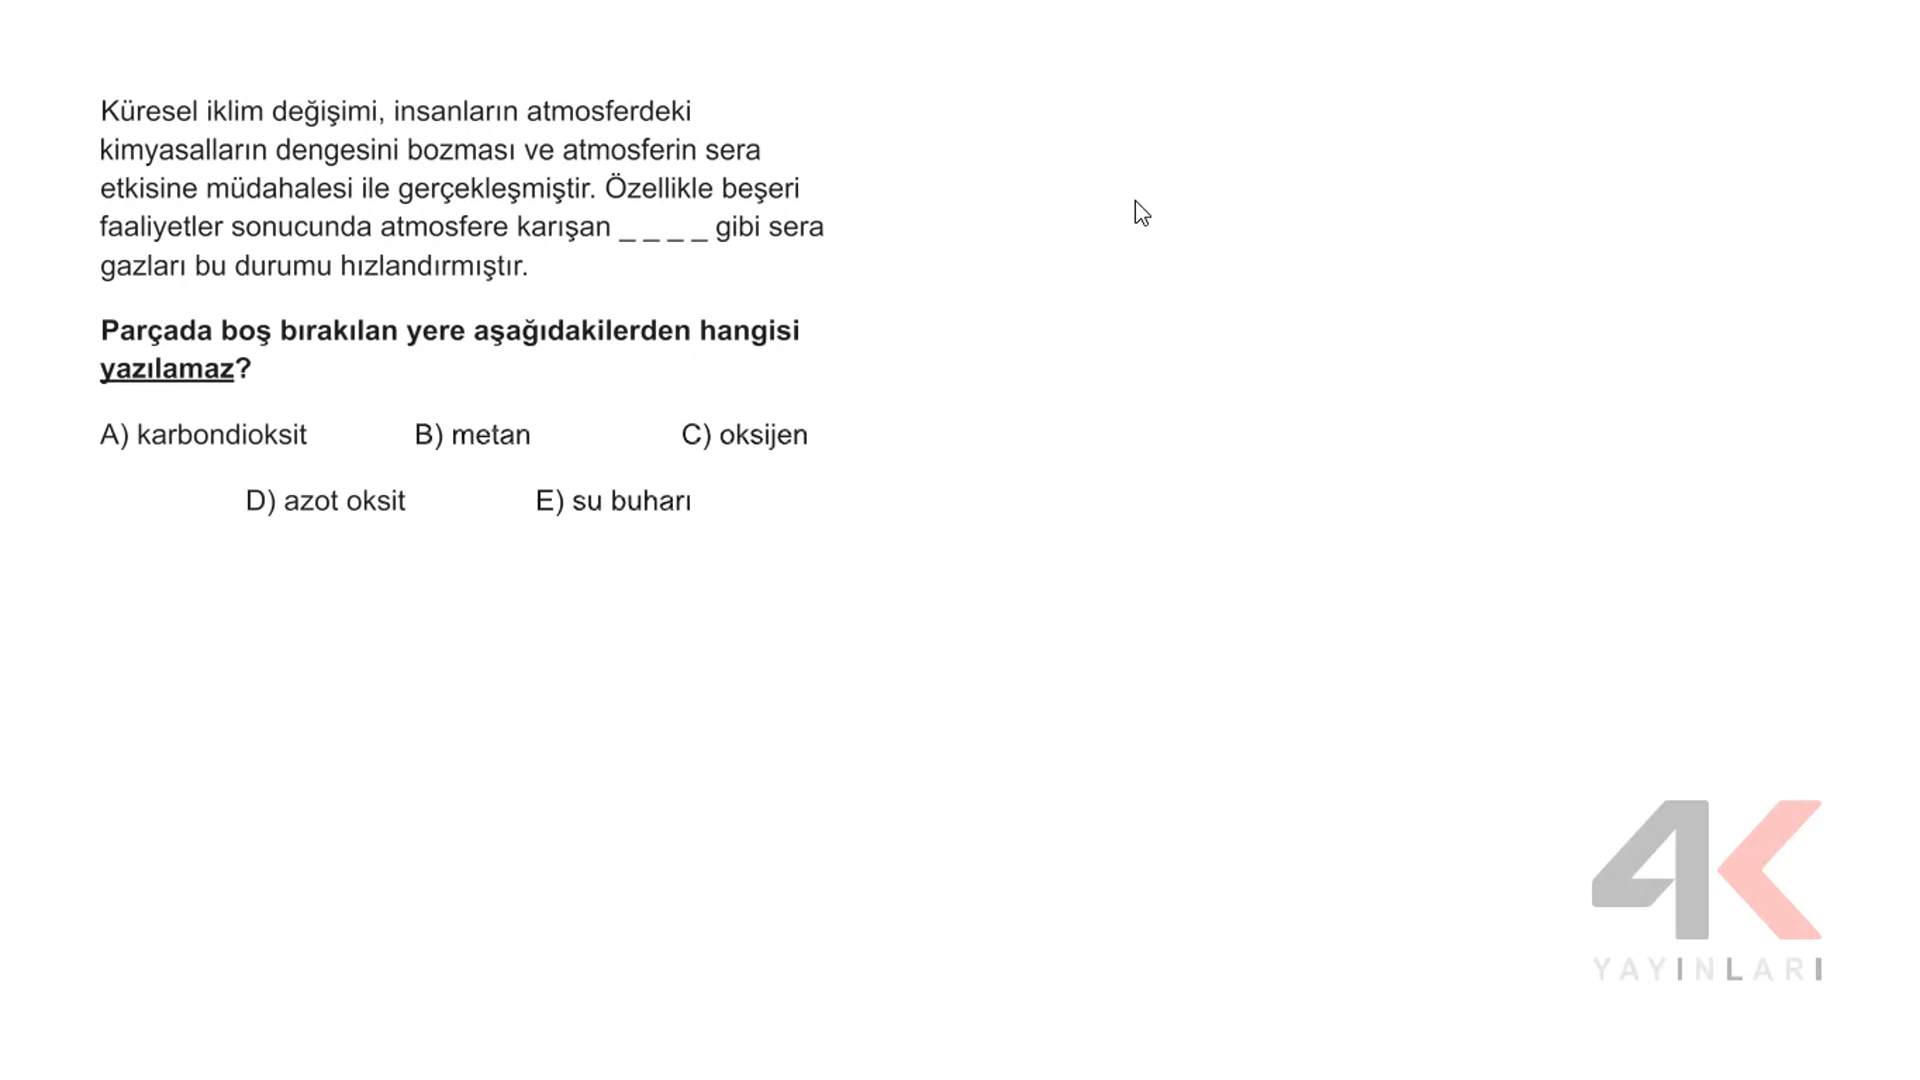 Küresel iklim değişimi, insanların atmosferdeki
kimyasalların dengesini bozması ve atmosferin sera
etkisine müdahalesi ile gerçekleşmiştir. Özellikle beşeri
faaliyetler sonucunda atmosfere karışan _ _ _ _ gibi sera
gazları bu durumu hızlandırmıştır.
Parçada boş bırakılan yere aşağıdakilerden hangisi
yazılamaz?
A) karbondioksit B) metan C) oksijen
D) azot oksit E) su buharı
4K
YAYINLARI